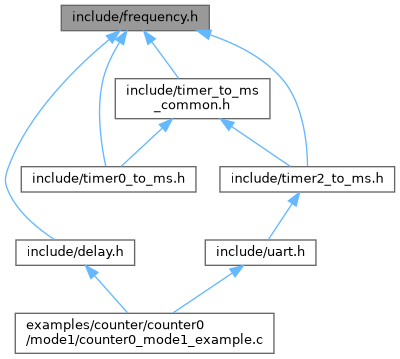 include/frequency.h
include/timer_to_ms
_common.h
include/timer0_to_ms.h
include/timer2_to_ms.h
include/delay.h
include/uart.h
examples/counter/counter0
/mode1/counter0_mode1_example.c